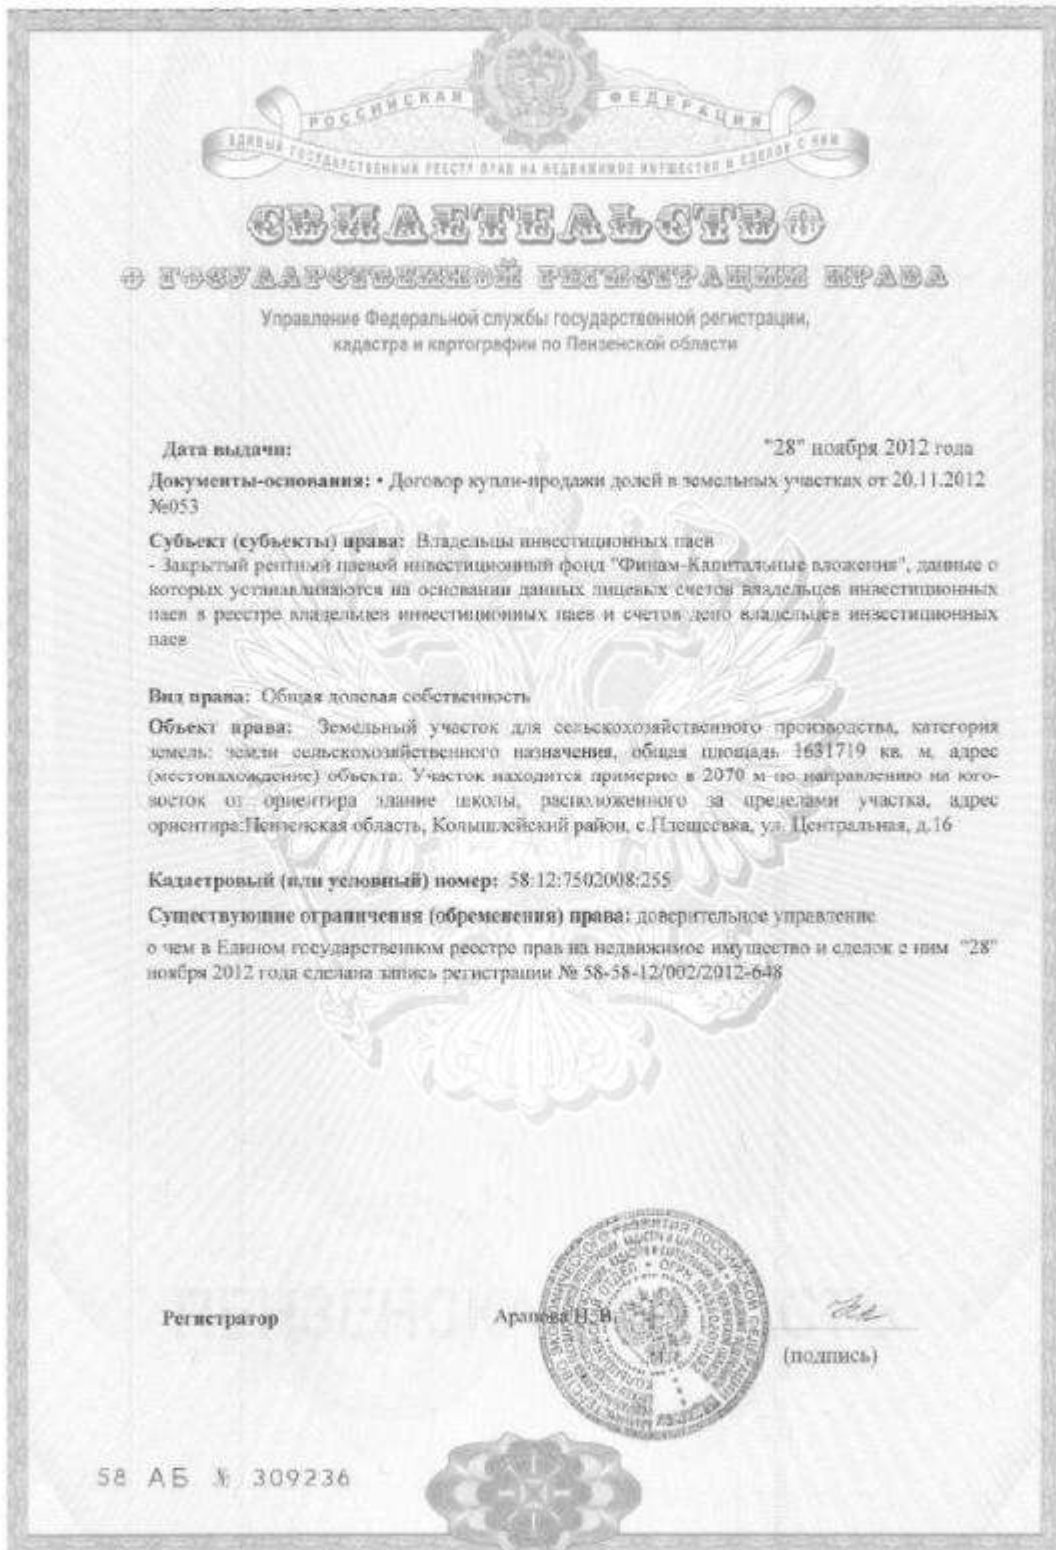 РОССИЙСКАЯ ФЕДЕРАЦИЯ
ЕДИНЫЙ ГОСУДАРСТВЕННЫЙ РЕЕСТР ПРАВ НА НЕДВИЖИМОЕ ИМУЩЕСТВО И СДЕЛОК С НИМ
СВИДЕТЕЛЬСТВО
О ГОСУДАРСТВЕННОЙ РЕГИСТРАЦИИ ПРАВА
Управление Федеральной службы государственной регистрации,
кадастра и картографии по Пензенской области
Дата выдачи: "28" ноября 2012 года
Документы-основания: • Договор купли-продажи долей в земельных участках от 20.11.2012
№053
Субъект (субъекты) права: Владельцы инвестиционных паев
- Закрытый рентный паевой инвестиционный фонд "Финам-Капитальные вложения", данные о
которых устанавливаются на основании данных лицевых счетов владельцев инвестиционных
паев в реестре владельцев инвестиционных паев и счетов депо владельцев инвестиционных
паев
Вид права: Общая долевая собственность
Объект права: Земельный участок для сельскохозяйственного производства, категория
земель: земли сельскохозяйственного назначения, общая площадь 1631719 кв. м, адрес
(местонахождение) объекта: Участок находится примерно в 2070 м по направлению на юго-
восток от ориентира здание школы, расположенного за пределами участка, адрес
ориентира:Пензенская область, Колышлейский район, с.Плещеевка, ул. Центральная, д.16
Кадастровый (или условный) номер: 58:12:7502008:255
Существующие ограничения (обременения) права: доверительное управление
о чем в Едином государственном реестре прав на недвижимое имущество и сделок с ним "28"
ноября 2012 года сделана запись регистрации № 58-58-12/002/2012-648
Регистратор Арапова Н. В.
М.П.
(подпись)
58 АБ № 309236